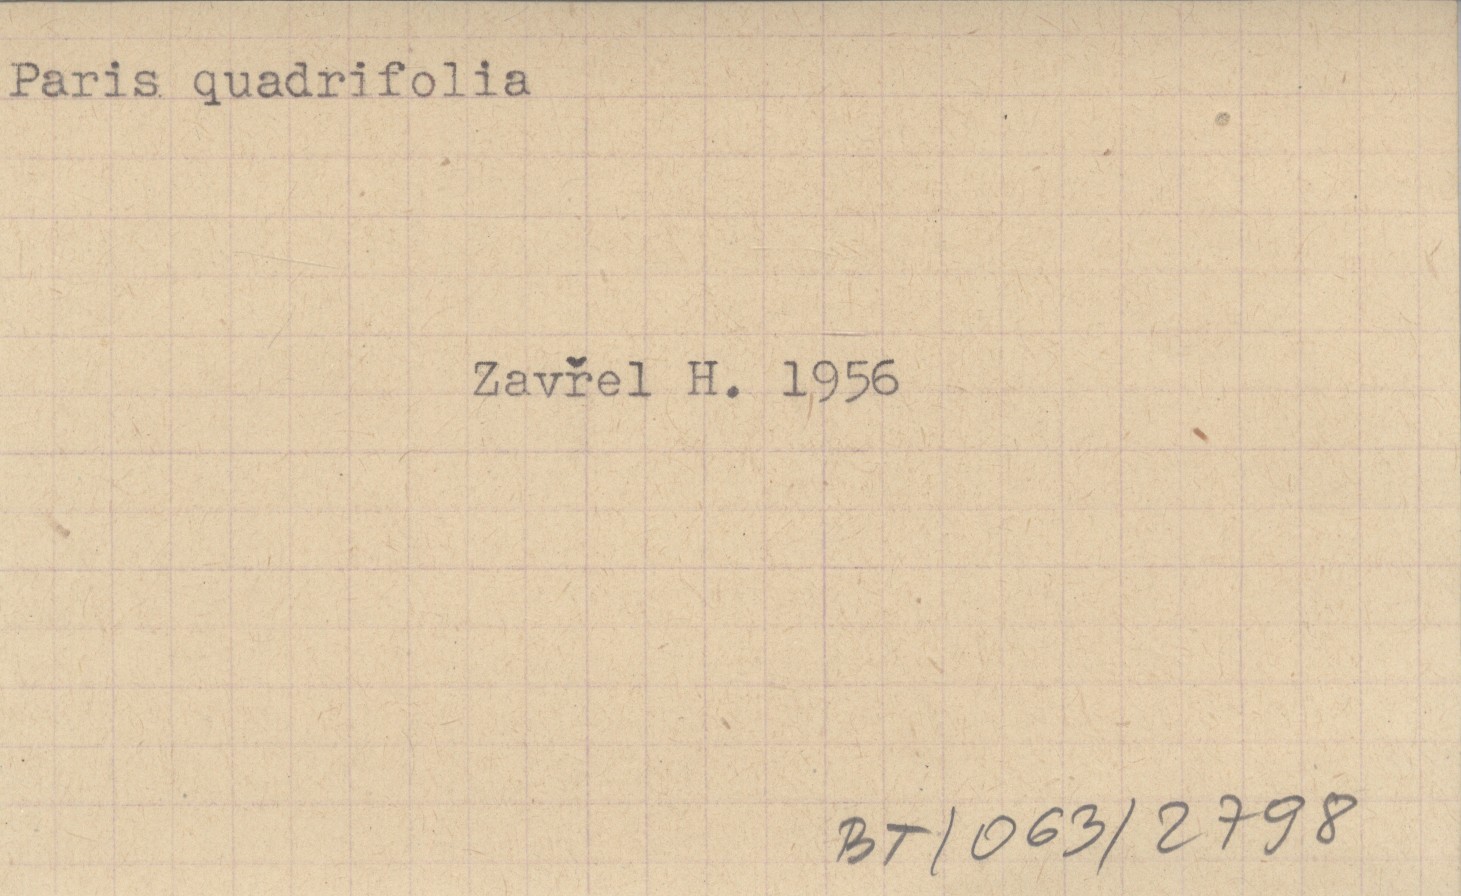 Paris quadrifolia
Zavřel H. 1956
BT/063/2798